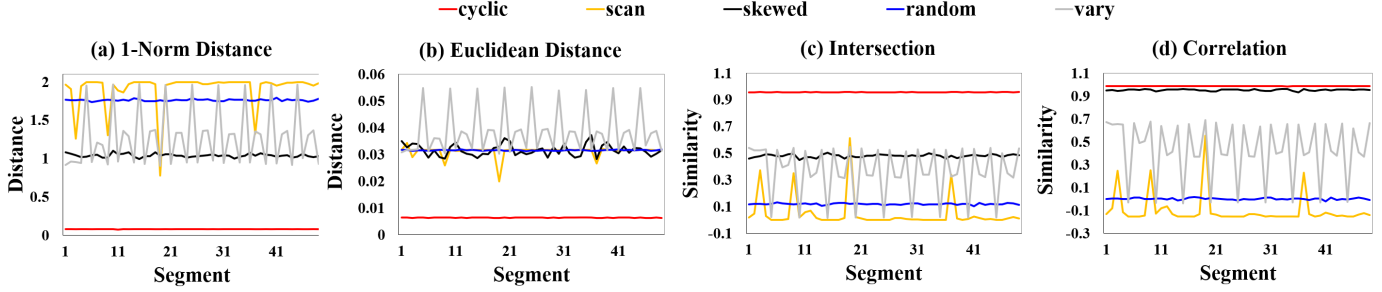 cyclic scan skewed random vary
(a) 1-Norm Distance
Distance
2
1.5
1
0.5
0
1 11 21 31 41
Segment
(b) Euclidean Distance
Distance
0.06
0.05
0.04
0.03
0.02
0.01
0
1 11 21 31 41
Segment
(c) Intersection
Similarity
1.1
0.9
0.7
0.5
0.3
0.1
-0.1
1 11 21 31 41
Segment
(d) Correlation
Similarity
1.1
0.9
0.7
0.5
0.3
0.1
-0.1
-0.3
1 11 21 31 41
Segment